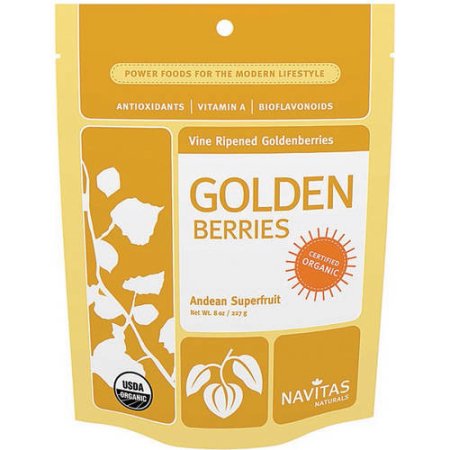 POWER FOODS FOR THE MODERN LIFESTYLE
ANTIOXIDANTS | VITAMIN A | BIOFLAVONOIDS
Vine Ripened Goldenberries
GOLDEN
BERRIES
CERTIFIED
ORGANIC
Andean Superfruit
Net Wt. 8 oz / 227 g
USDA
ORGANIC
NAVITAS
NATURALS